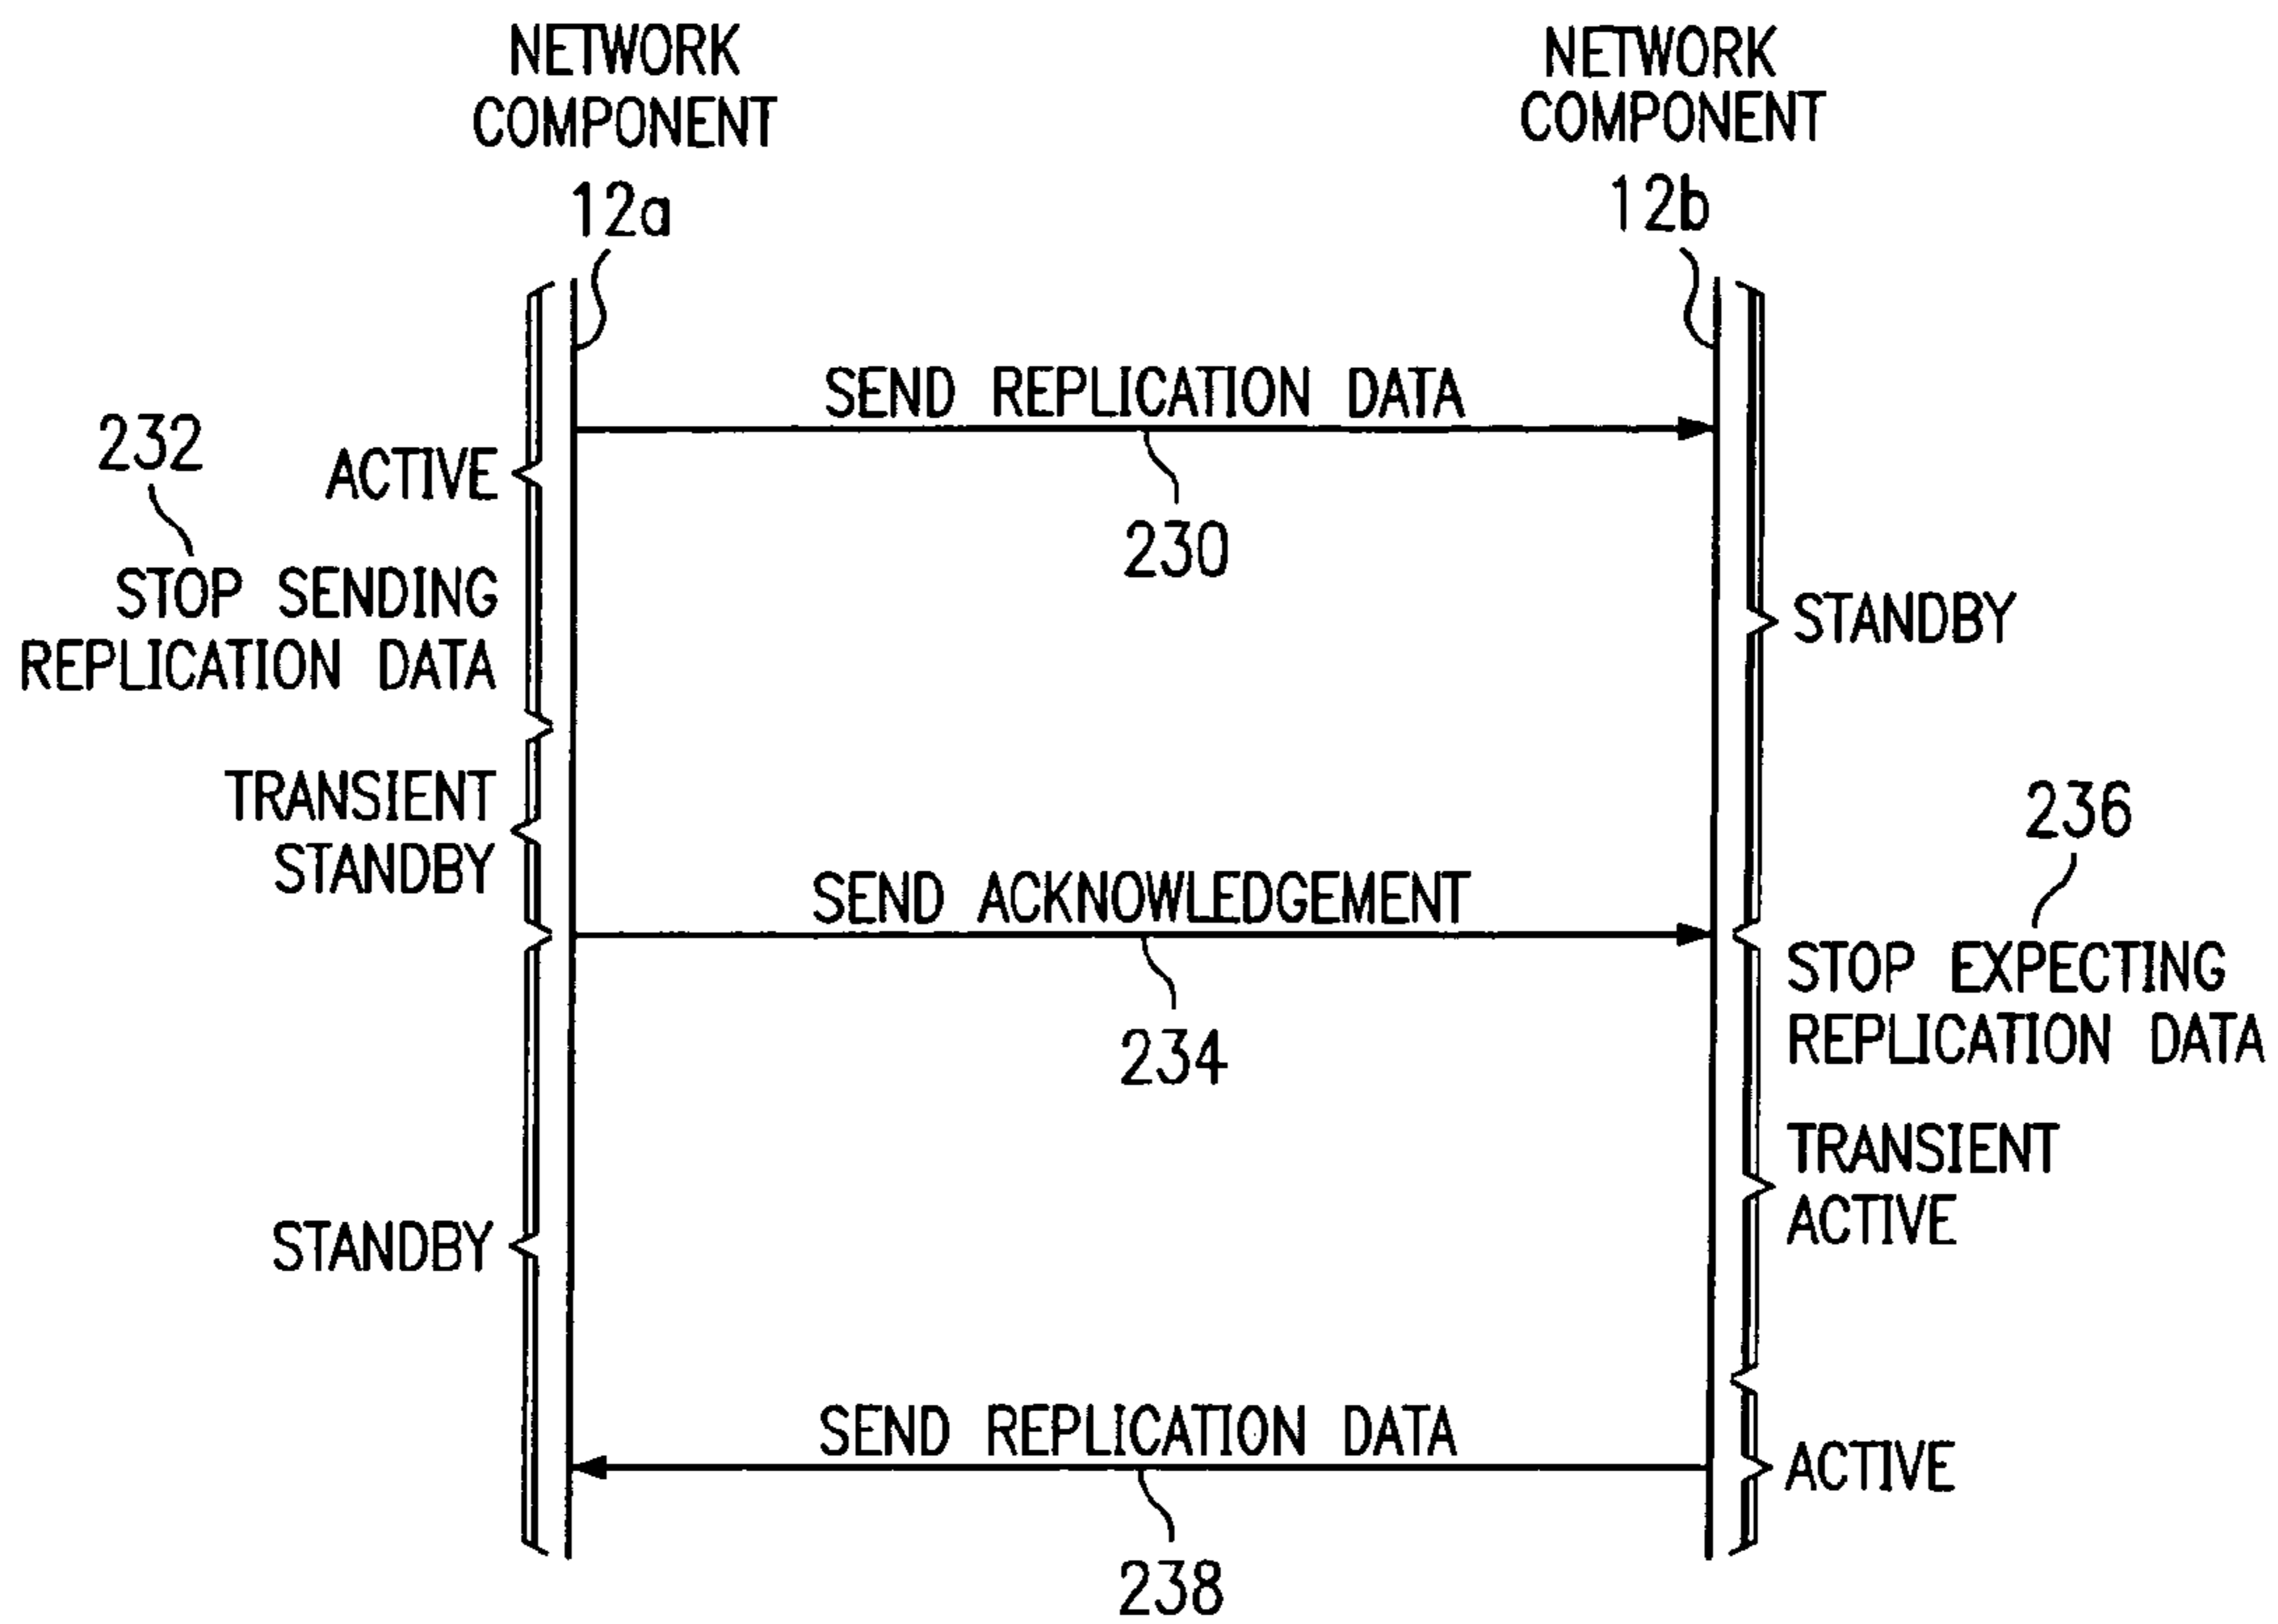 NETWORK
COMPONENT
12a
NETWORK
COMPONENT
12b
SEND REPLICATION DATA
230
232
ACTIVE
STOP SENDING
REPLICATION DATA
STANDBY
TRANSIENT
STANDBY
236
SEND ACKNOWLEDGEMENT
234
STOP EXPECTING
REPLICATION DATA
TRANSIENT
ACTIVE
STANDBY
SEND REPLICATION DATA
238
ACTIVE